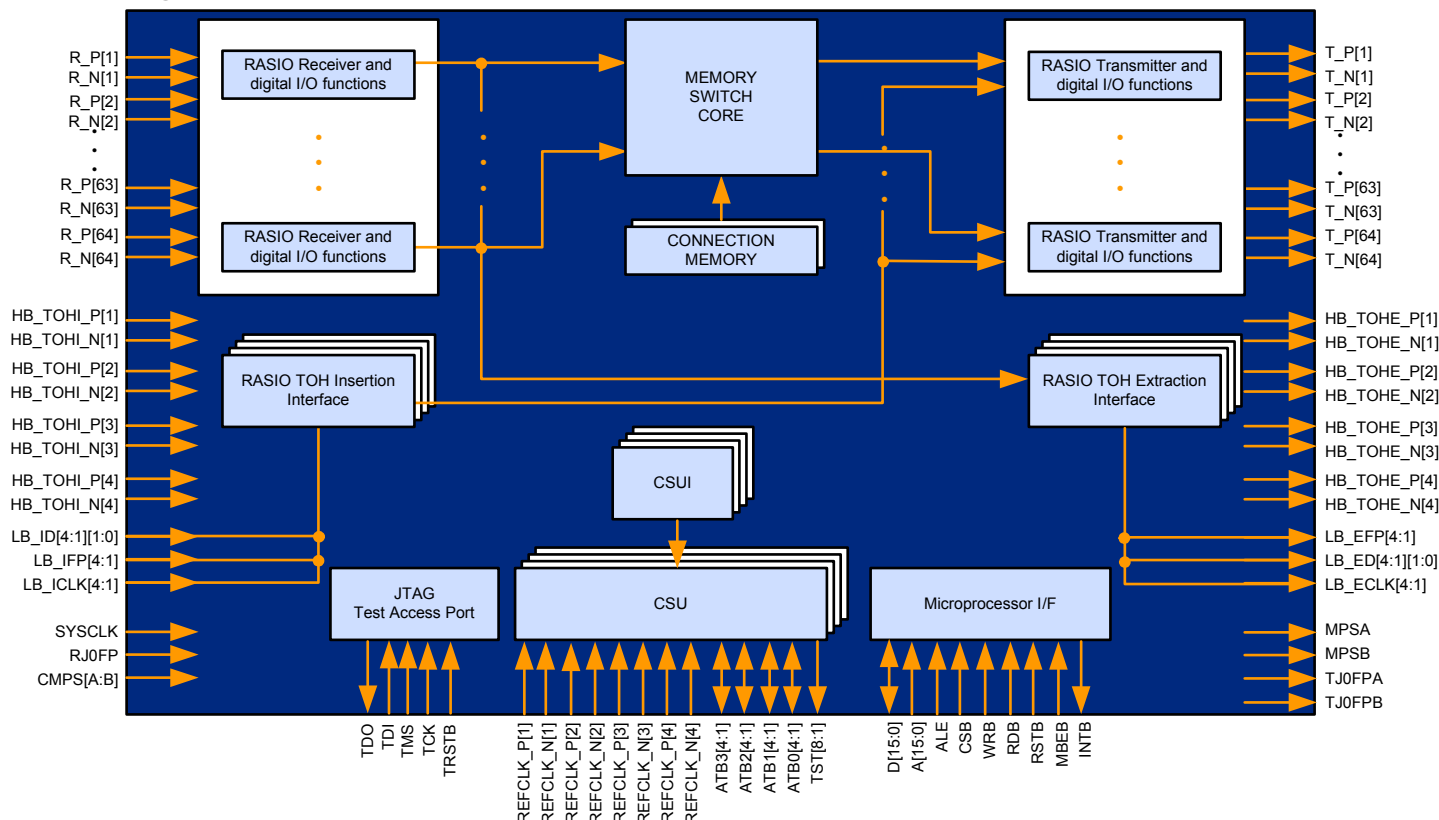 R_P[1]
R_N[1]
R_P[2]
R_N[2]
R_P[63]
R_N[63]
R_P[64]
R_N[64]
HB_TOHI_P[1]
HB_TOHI_N[1]
HB_TOHI_P[2]
HB_TOHI_N[2]
HB_TOHI_P[3]
HB_TOHI_N[3]
HB_TOHI_P[4]
HB_TOHI_N[4]
LB_ID[4:1][1:0]
LB_IFP[4:1]
LB_ICLK[4:1]
SYSCLK
RJ0FP
CMPS[A:B]
RASIO Receiver and
digital I/O functions
RASIO Receiver and
digital I/O functions
MEMORY
SWITCH
CORE
CONNECTION
MEMORY
RASIO Transmitter and
digital I/O functions
RASIO Transmitter and
digital I/O functions
RASIO TOH Insertion
Interface
RASIO TOH Extraction
Interface
CSUI
JTAG
Test Access Port
CSU
Microprocessor I/F
T_P[1]
T_N[1]
T_P[2]
T_N[2]
T_P[63]
T_N[63]
T_P[64]
T_N[64]
HB_TOHE_P[1]
HB_TOHE_N[1]
HB_TOHE_P[2]
HB_TOHE_N[2]
HB_TOHE_P[3]
HB_TOHE_N[3]
HB_TOHE_P[4]
HB_TOHE_N[4]
LB_EFP[4:1]
LB_ED[4:1][1:0]
LB_ECLK[4:1]
MPSA
MPSB
TJ0FPA
TJ0FPB
TDO
TDI
TMS
TCK
TRSTB
REFCLK_P[1]
REFCLK_N[1]
REFCLK_P[2]
REFCLK_N[2]
REFCLK_P[3]
REFCLK_N[3]
REFCLK_P[4]
REFCLK_N[4]
ATB3[4:1]
ATB2[4:1]
ATB1[4:1]
ATB0[4:1]
TST[8:1]
D[15:0]
A[15:0]
ALE
CSB
WRB
RDB
RSTB
MBEB
INTB